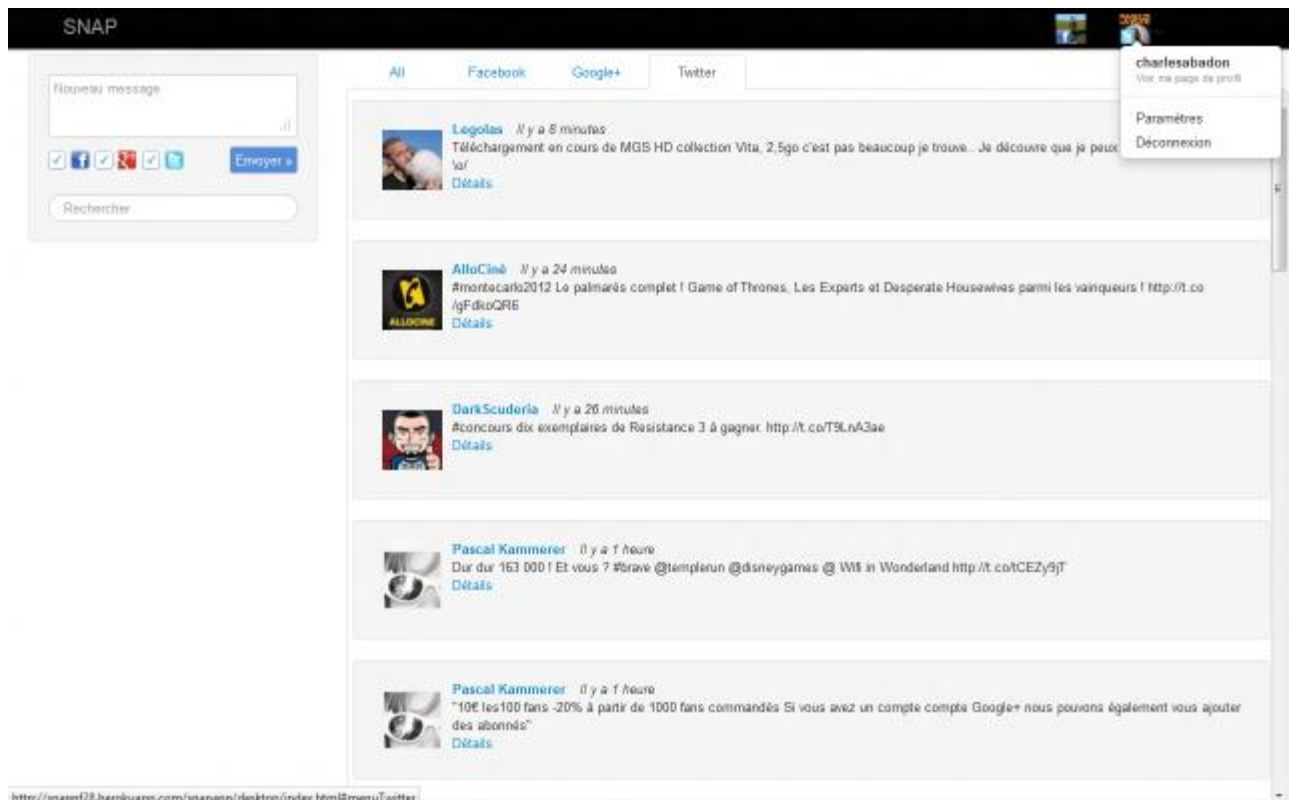 SNAP
charlesabadon
Voir ma page de profil
Paramètres
Déconnexion
Nouveau message
Envoyer »
Rechercher
All Facebook Google+ Twitter
Legolas Il y a 8 minutes
Téléchargement en cours de MGS HD collection Vita, 2,5go c'est pas beaucoup je trouve... Je découvre que je peux
\o/
Détails
AlloCiné Il y a 24 minutes
#montecarlo2012 Le palmarès complet ! Game of Thrones, Les Experts et Desperate Housewives parmi les vainqueurs ! http://t.co
/gFdkoQR6
Détails
ALLOCINE
DarkScuderia Il y a 26 minutes
#concours dix exemplaires de Resistance 3 à gagner. http://t.co/T9LnA3ae
Détails
Pascal Kammerer Il y a 1 heure
Dur dur 163 000 ! Et vous ? #brave @templerun @disneygames @ Wifi in Wonderland http://t.co/tCEZy9jT
Détails
Pascal Kammerer Il y a 1 heure
"10€ les100 fans -20% à partir de 1000 fans commandés Si vous avez un compte compte Google+ nous pouvons également vous ajouter
des abonnés"
Détails